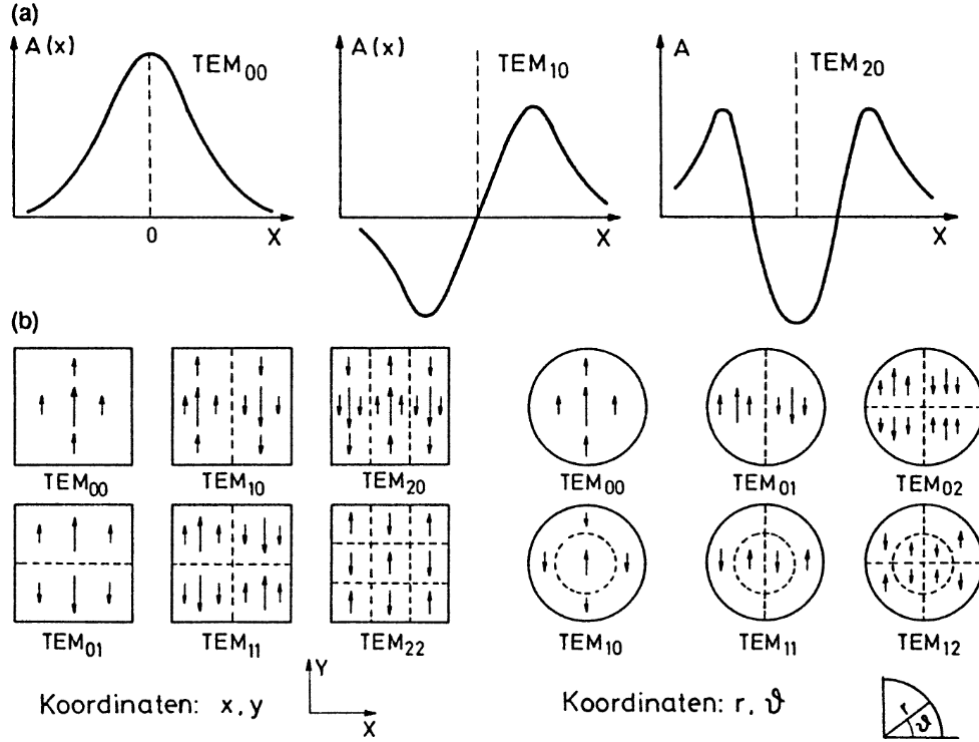 (a)
A(x) TEM₀₀ A(x) TEM₁₀ A TEM₂₀
0 X X X
(b)
TEM₀₀ TEM₁₀ TEM₂₀ TEM₀₀ TEM₀₁ TEM₀₂
TEM₀₁ TEM₁₁ TEM₂₂ TEM₁₀ TEM₁₁ TEM₁₂
Koordinaten: x, y Y X Koordinaten: r, ϑ r ϑ